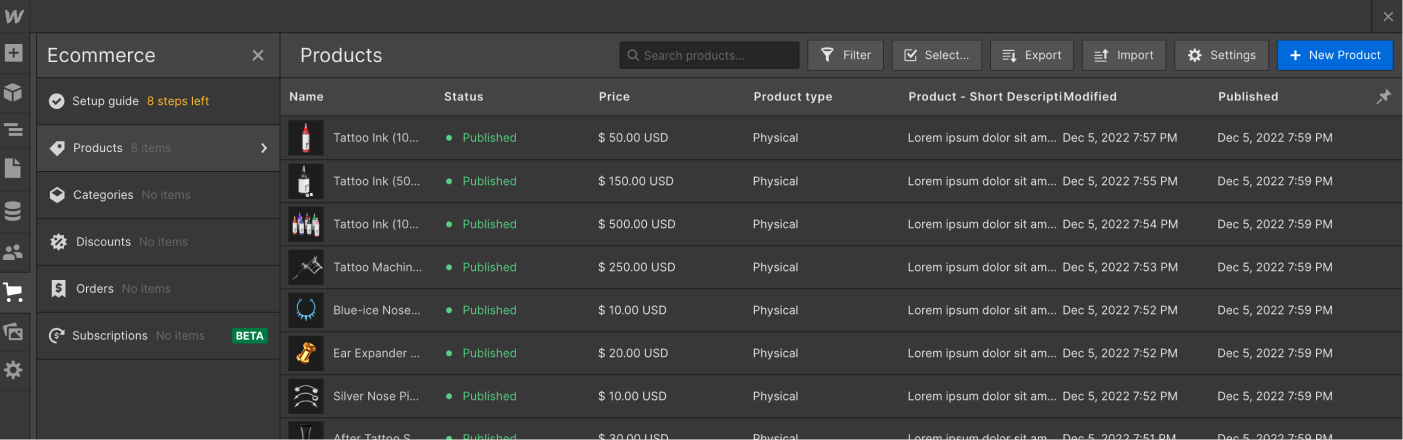 Ecommerce
Products
Search products...
Filter
Select...
Export
Import
Settings
+ New Product
Setup guide 8 steps left
Products 8 items
Categories No items
Discounts No items
Orders No items
Subscriptions No items BETA
Name Status Price Product type Product - Short Descripti Modified Published
Tattoo Ink (10... Published $ 50.00 USD Physical Lorem ipsum dolor sit am... Dec 5, 2022 7:57 PM Dec 5, 2022 7:59 PM
Tattoo Ink (50... Published $ 150.00 USD Physical Lorem ipsum dolor sit am... Dec 5, 2022 7:55 PM Dec 5, 2022 7:59 PM
Tattoo Ink (10... Published $ 500.00 USD Physical Lorem ipsum dolor sit am... Dec 5, 2022 7:54 PM Dec 5, 2022 7:59 PM
Tattoo Machin... Published $ 250.00 USD Physical Lorem ipsum dolor sit am... Dec 5, 2022 7:53 PM Dec 5, 2022 7:59 PM
Blue-ice Nose... Published $ 10.00 USD Physical Lorem ipsum dolor sit am... Dec 5, 2022 7:52 PM Dec 5, 2022 7:59 PM
Ear Expander ... Published $ 20.00 USD Physical Lorem ipsum dolor sit am... Dec 5, 2022 7:52 PM Dec 5, 2022 7:59 PM
Silver Nose Pi... Published $ 10.00 USD Physical Lorem ipsum dolor sit am... Dec 5, 2022 7:52 PM Dec 5, 2022 7:59 PM
After Tattoo S... Published $ 30.00 USD Physical Lorem ipsum dolor sit am... Dec 5, 2022 7:51 PM Dec 5, 2022 7:59 PM